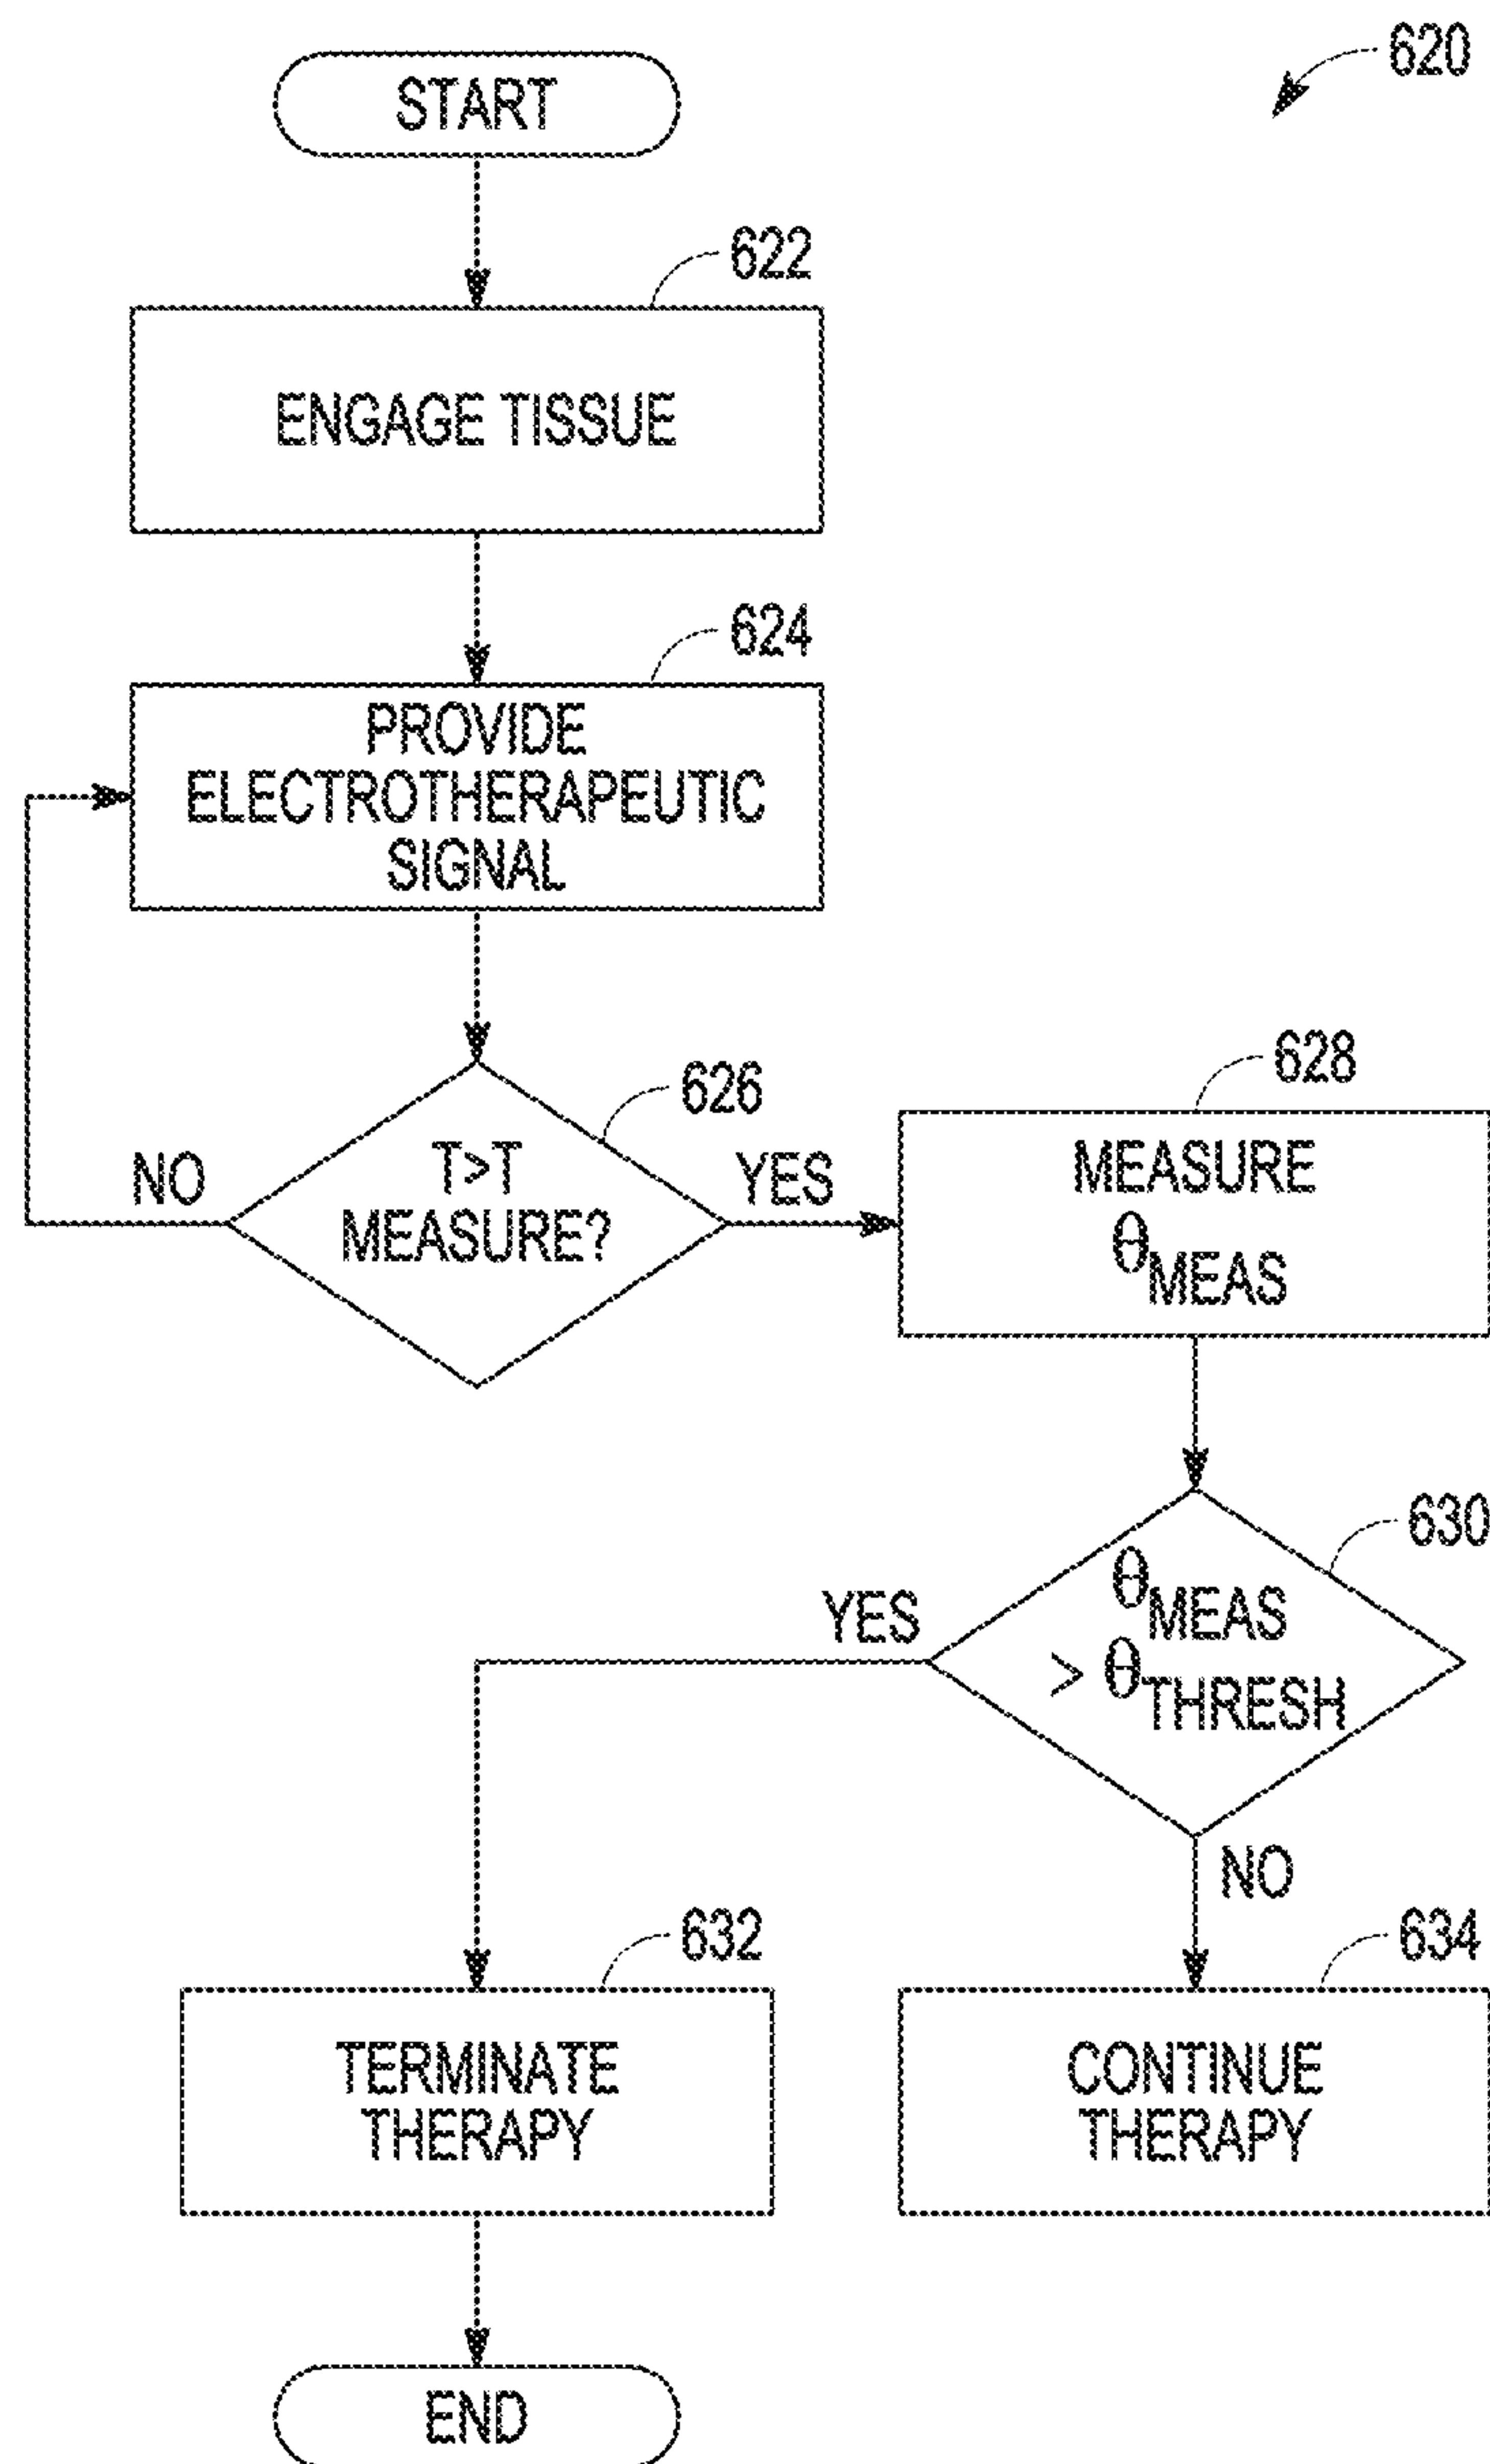 620
START
622
ENGAGE TISSUE
624
PROVIDE
ELECTROTHERAPEUTIC
SIGNAL
626
T>T
MEASURE?
NO
YES
628
MEASURE
θMEAS
630
θMEAS
> θTHRESH
YES
NO
632
TERMINATE
THERAPY
634
CONTINUE
THERAPY
END